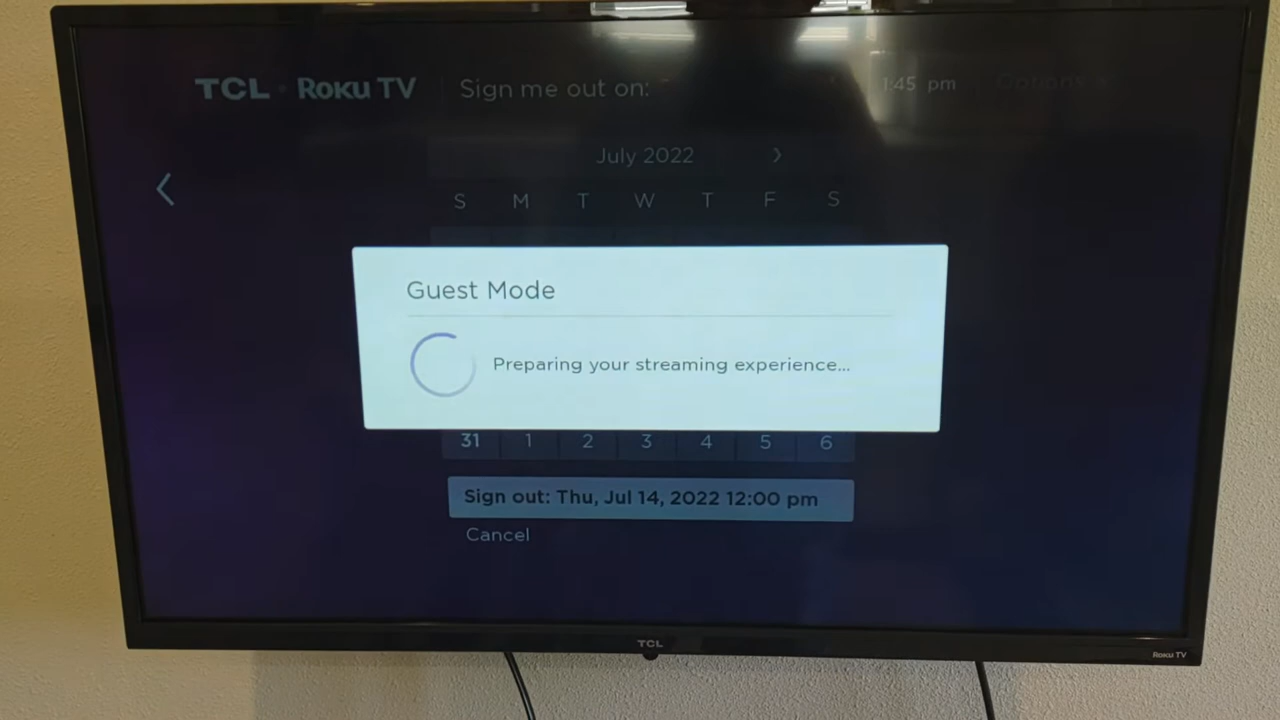 TCL Roku TV Sign me out on: 1:45 pm Options
July 2022 >
S M T W T F S
Guest Mode
Preparing your streaming experience...
31 1 2 3 4 5 6
Sign out: Thu, Jul 14, 2022 12:00 pm
Cancel
TCL
Roku TV